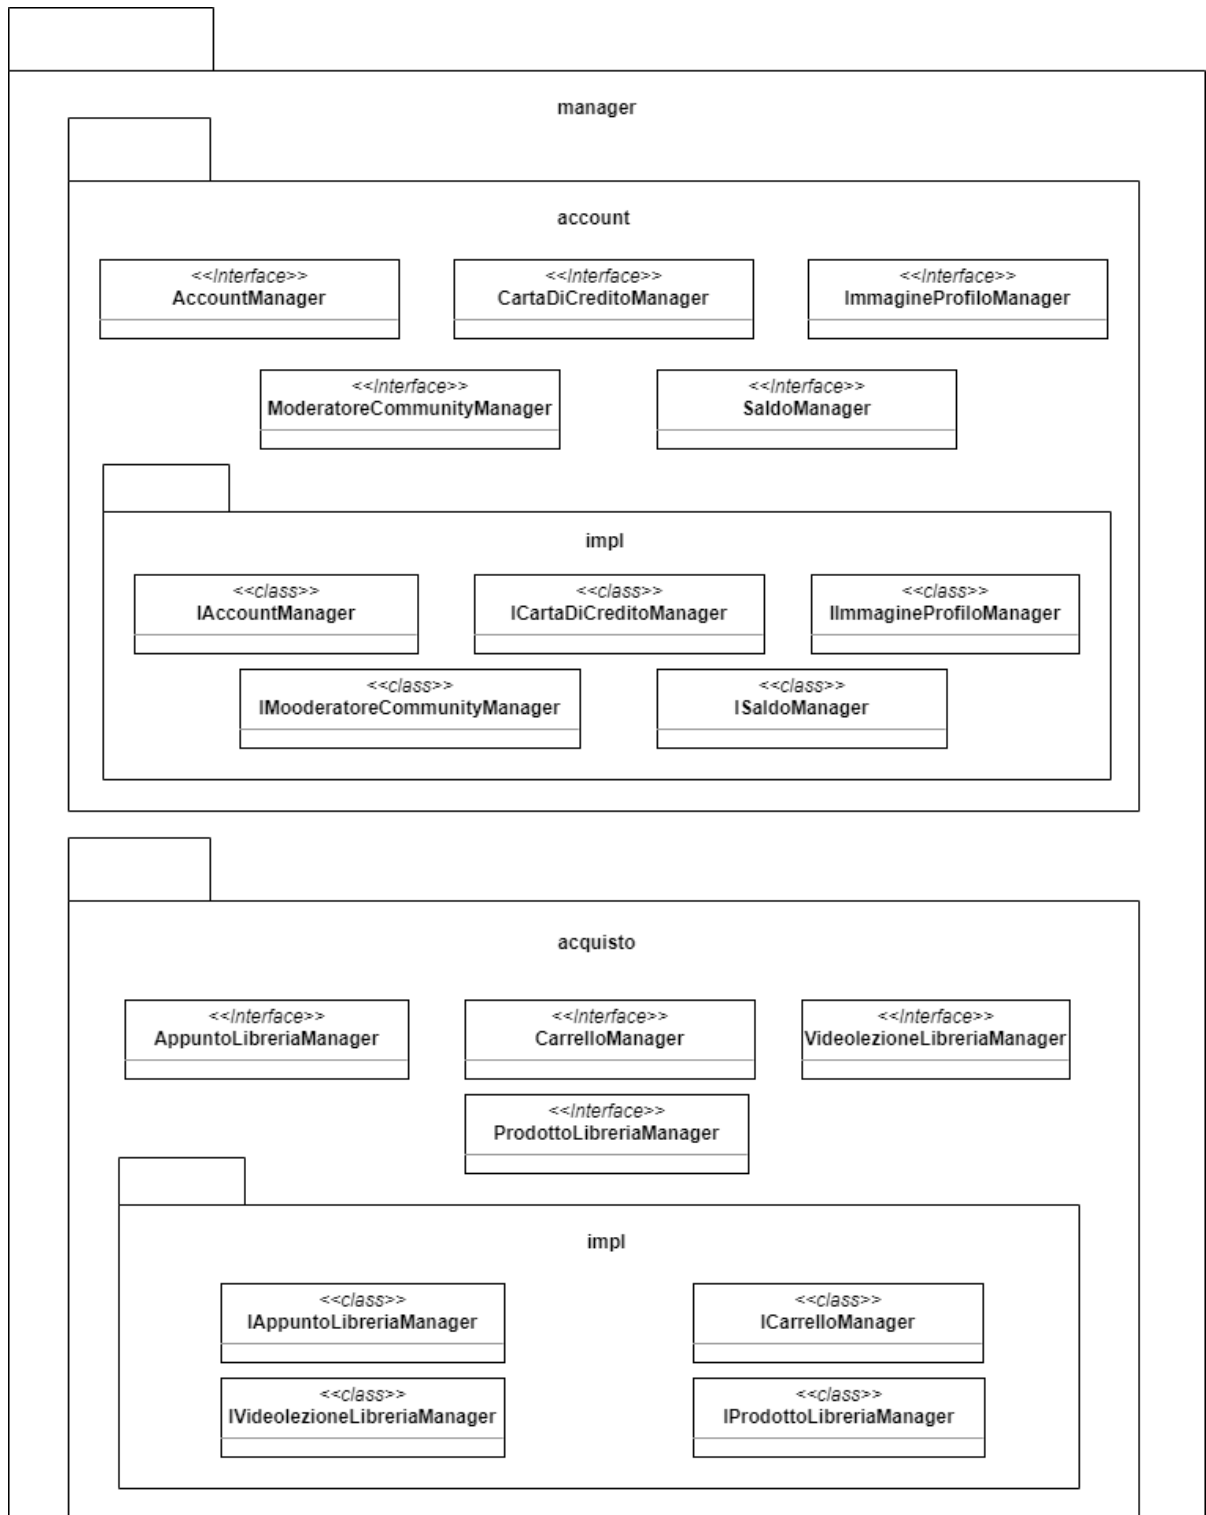 manager
account
<<Interface>>
AccountManager
<<Interface>>
CartaDiCreditoManager
<<Interface>>
ImmagineProfiloManager
<<Interface>>
ModeratoreCommunityManager
<<Interface>>
SaldoManager
impl
<<class>>
IAccountManager
<<class>>
ICartaDiCreditoManager
<<class>>
IImmagineProfiloManager
<<class>>
IMooderatoreCommunityManager
<<class>>
ISaldoManager
acquisto
<<Interface>>
AppuntoLibreriaManager
<<Interface>>
CarrelloManager
<<Interface>>
VideolezioneLibreriaManager
<<Interface>>
ProdottoLibreriaManager
impl
<<class>>
IAppuntoLibreriaManager
<<class>>
ICarrelloManager
<<class>>
IVideolezioneLibreriaManager
<<class>>
IProdottoLibreriaManager